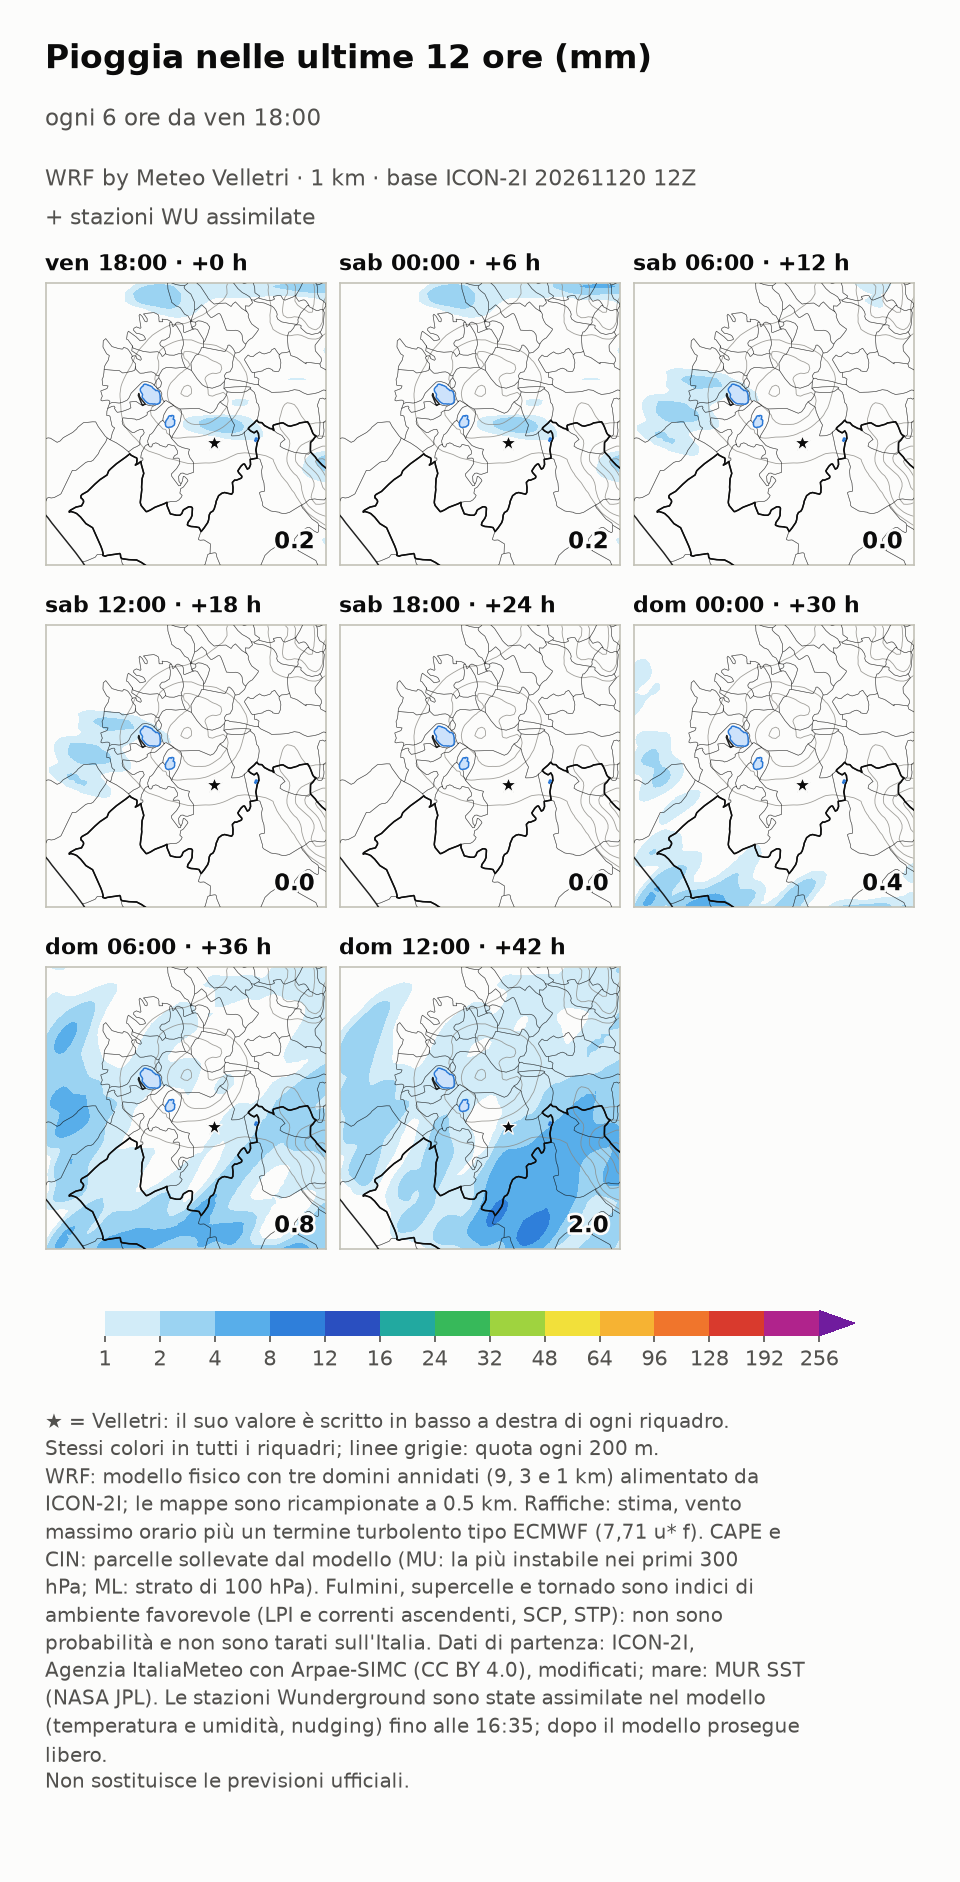 Pioggia nelle ultime 12 ore (mm)
ogni 6 ore da ven 18:00
WRF by Meteo Velletri · 1 km · base ICON-2I 20261120 12Z
+ stazioni WU assimilate
ven 18:00 · +0 h
sab 00:00 · +6 h
sab 06:00 · +12 h
0.2
0.2
0.0
sab 12:00 · +18 h
sab 18:00 · +24 h
dom 00:00 · +30 h
0.0
0.0
0.4
dom 06:00 · +36 h
dom 12:00 · +42 h
0.8
2.0
1 2 4 8 12 16 24 32 48 64 96 128 192 256
★ = Velletri: il suo valore è scritto in basso a destra di ogni riquadro.
Stessi colori in tutti i riquadri; linee grigie: quota ogni 200 m.
WRF: modello fisico con tre domini annidati (9, 3 e 1 km) alimentato da
ICON-2I; le mappe sono ricampionate a 0.5 km. Raffiche: stima, vento
massimo orario più un termine turbolento tipo ECMWF (7,71 u* f). CAPE e
CIN: parcelle sollevate dal modello (MU: la più instabile nei primi 300
hPa; ML: strato di 100 hPa). Fulmini, supercelle e tornado sono indici di
ambiente favorevole (LPI e correnti ascendenti, SCP, STP): non sono
probabilità e non sono tarati sull'Italia. Dati di partenza: ICON-2I,
Agenzia ItaliaMeteo con Arpae-SIMC (CC BY 4.0), modificati; mare: MUR SST
(NASA JPL). Le stazioni Wunderground sono state assimilate nel modello
(temperatura e umidità, nudging) fino alle 16:35; dopo il modello prosegue
libero.
Non sostituisce le previsioni ufficiali.